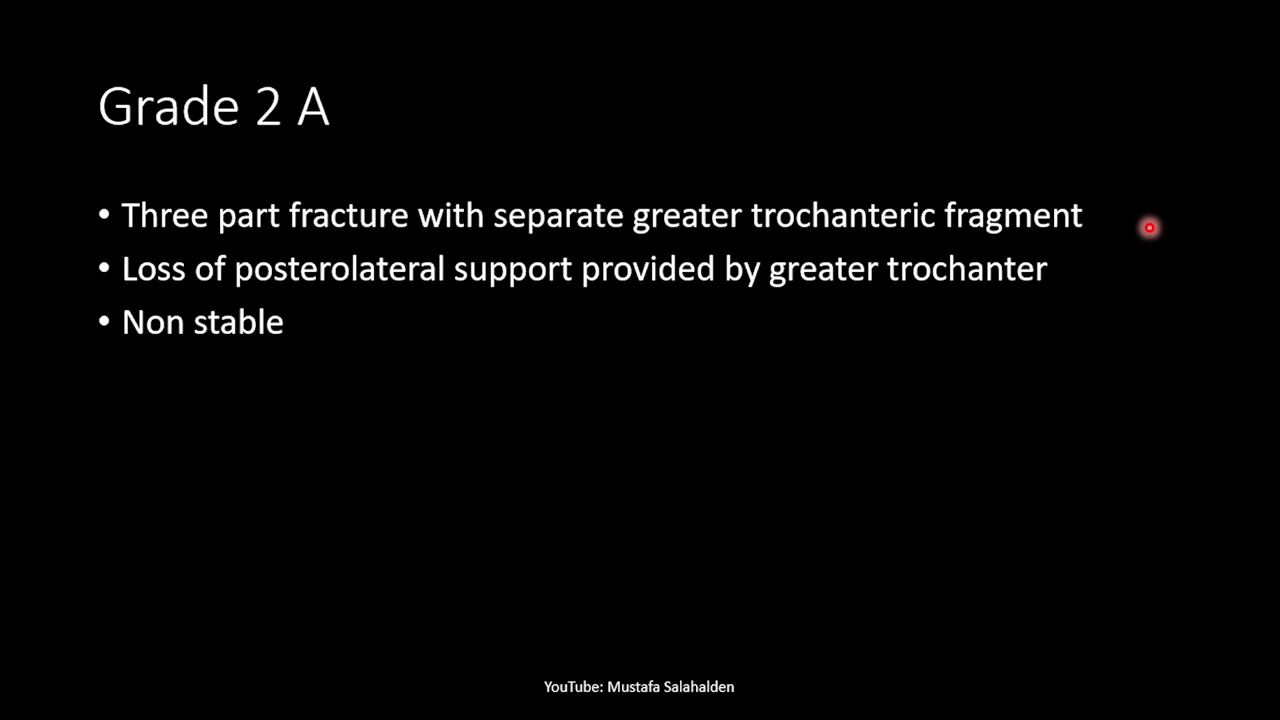 Grade 2 A
• Three part fracture with separate greater trochanteric fragment
• Loss of posterolateral support provided by greater trochanter
• Non stable
YouTube: Mustafa Salahalden